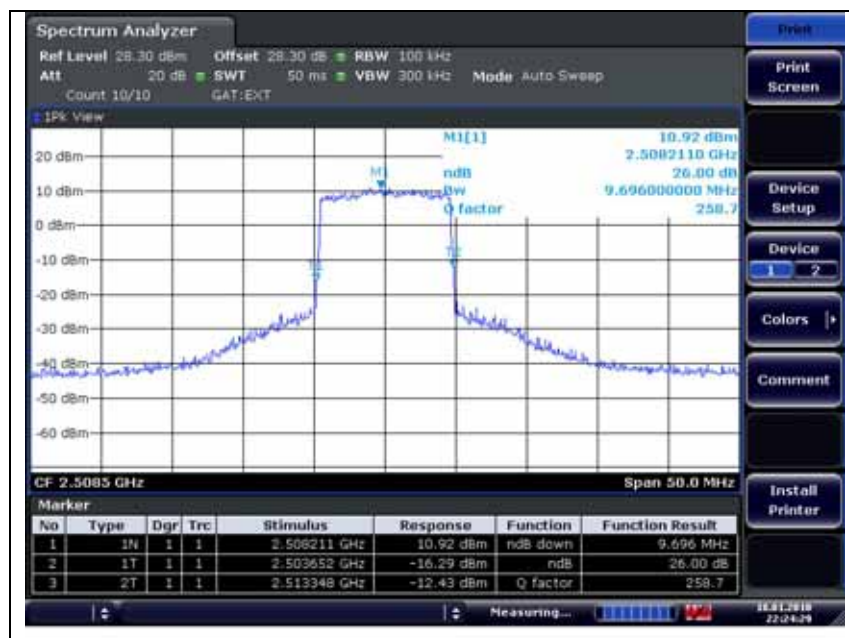 Spectrum Analyzer
Ref Level 28.30 dBm Offset 28.30 dB RBW 100 kHz
Att 20 dB SWT 50 ms VBW 300 kHz Mode Auto Sweep
Count 10/10 GAT:EXT
1Pk View
M1[1] 10.92 dBm
2.5082110 GHz
ndB 26.00 dB
BW 9.696000000 MHz
Q factor 258.7
M1
20 dBm
10 dBm
0 dBm
-10 dBm
-20 dBm
-30 dBm
-40 dBm
-50 dBm
-60 dBm
CF 2.5085 GHz Span 50.0 MHz
Marker
No Type Dgr Trc Stimulus Response Function Function Result
1 1N 1 1 2.508211 GHz 10.92 dBm ndB down 9.696 MHz
2 1T 1 1 2.503652 GHz -16.29 dBm ndB 26.00 dB
3 2T 1 1 2.513348 GHz -12.43 dBm Q factor 258.7
Measuring...
22:24:29
Print
Print Screen
Device Setup
Device
1 2
Colors
Comment
Install Printer